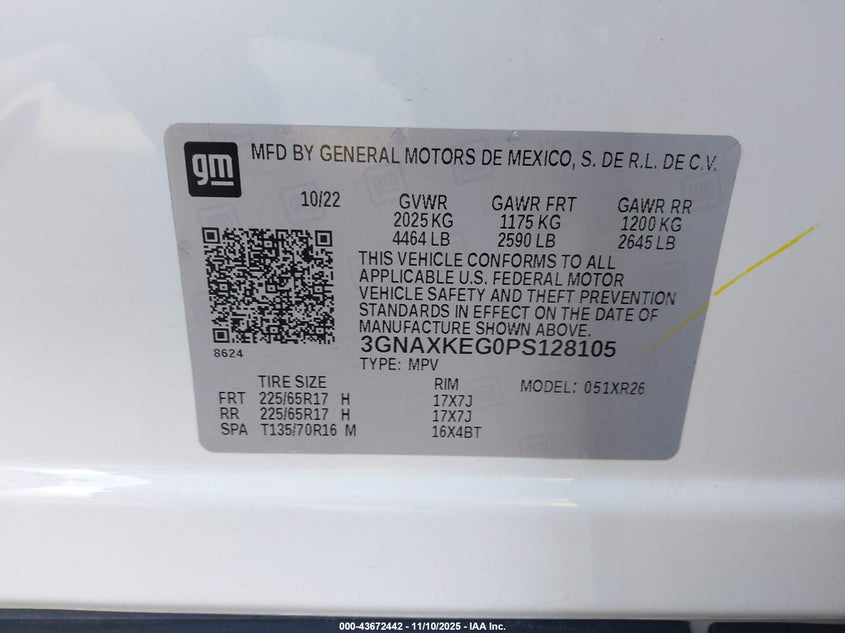 gm
MFD BY GENERAL MOTORS DE MEXICO, S. DE R.L. DE C.V.
10/22 GVWR GAWR FRT GAWR RR
2025 KG 1175 KG 1200 KG
4464 LB 2590 LB 2645 LB
THIS VEHICLE CONFORMS TO ALL
APPLICABLE U.S. FEDERAL MOTOR
VEHICLE SAFETY AND THEFT PREVENTION
STANDARDS IN EFFECT ON THE DATE OF
MANUFACTURE SHOWN ABOVE.
8624
3GNAXKEG0PS128105
TYPE: MPV
TIRE SIZE RIM MODEL: 051XR26
FRT 225/65R17 H 17X7J
RR 225/65R17 H 17X7J
SPA T135/70R16 M 16X4BT
000-43672442 - 11/10/2025 - IAA Inc.